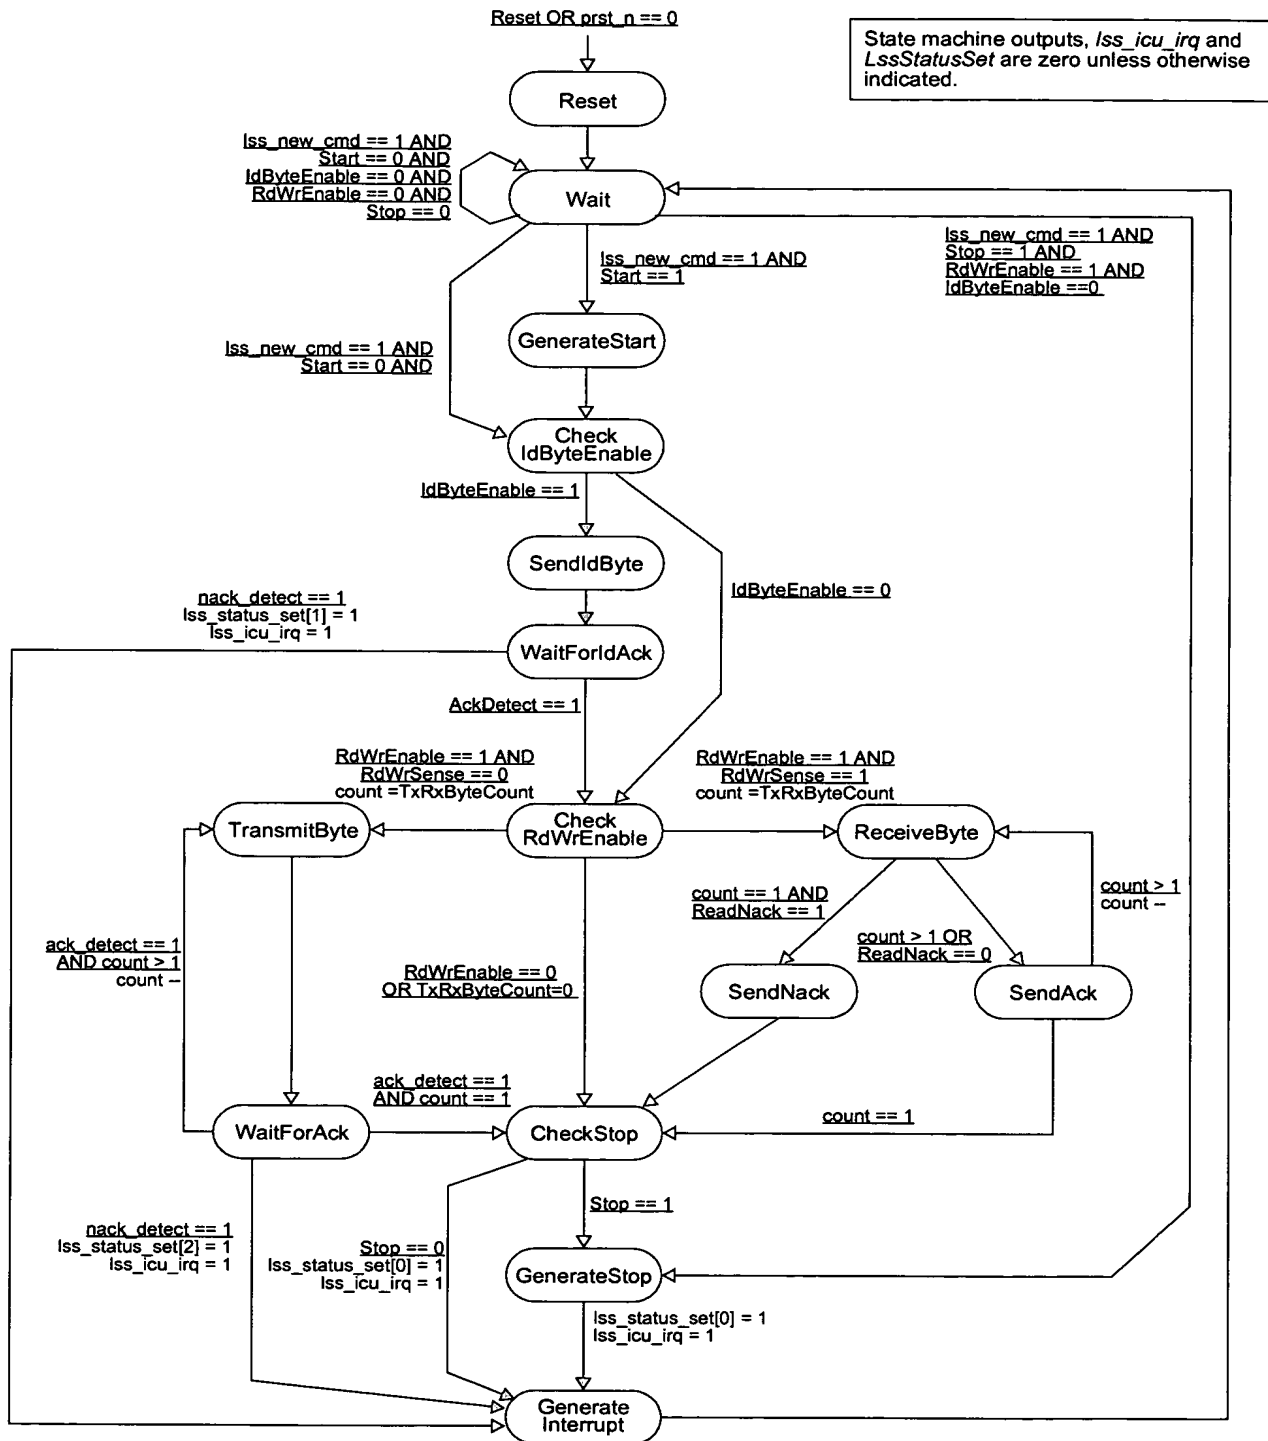 Reset OR prst_n == 0
State machine outputs, lss_icu_irq and
LssStatusSet are zero unless otherwise
indicated.
Reset
lss_new_cmd == 1 AND
Start == 0 AND
IdByteEnable == 0 AND
RdWrEnable == 0 AND
Stop == 0
Wait
lss_new_cmd == 1 AND
Start == 1
lss_new_cmd == 1 AND
Stop == 1 AND
RdWrEnable == 1 AND
IdByteEnable ==0
GenerateStart
lss_new_cmd == 1 AND
Start == 0 AND
Check
IdByteEnable
IdByteEnable == 1
SendIdByte
IdByteEnable == 0
nack_detect == 1
lss_status_set[1] = 1
lss_icu_irq = 1
WaitForIdAck
AckDetect == 1
RdWrEnable == 1 AND
RdWrSense == 0
count =TxRxByteCount
RdWrEnable == 1 AND
RdWrSense == 1
count =TxRxByteCount
TransmitByte
Check
RdWrEnable
ReceiveByte
count == 1 AND
ReadNack == 1
count > 1
count --
ack_detect == 1
AND count > 1
count --
count > 1 OR
ReadNack == 0
RdWrEnable == 0
OR TxRxByteCount=0
SendNack
SendAck
ack_detect == 1
AND count == 1
WaitForAck
CheckStop
count == 1
Stop == 1
nack_detect == 1
lss_status_set[2] = 1
lss_icu_irq = 1
Stop == 0
lss_status_set[0] = 1
lss_icu_irq = 1
GenerateStop
lss_status_set[0] = 1
lss_icu_irq = 1
Generate
Interrupt